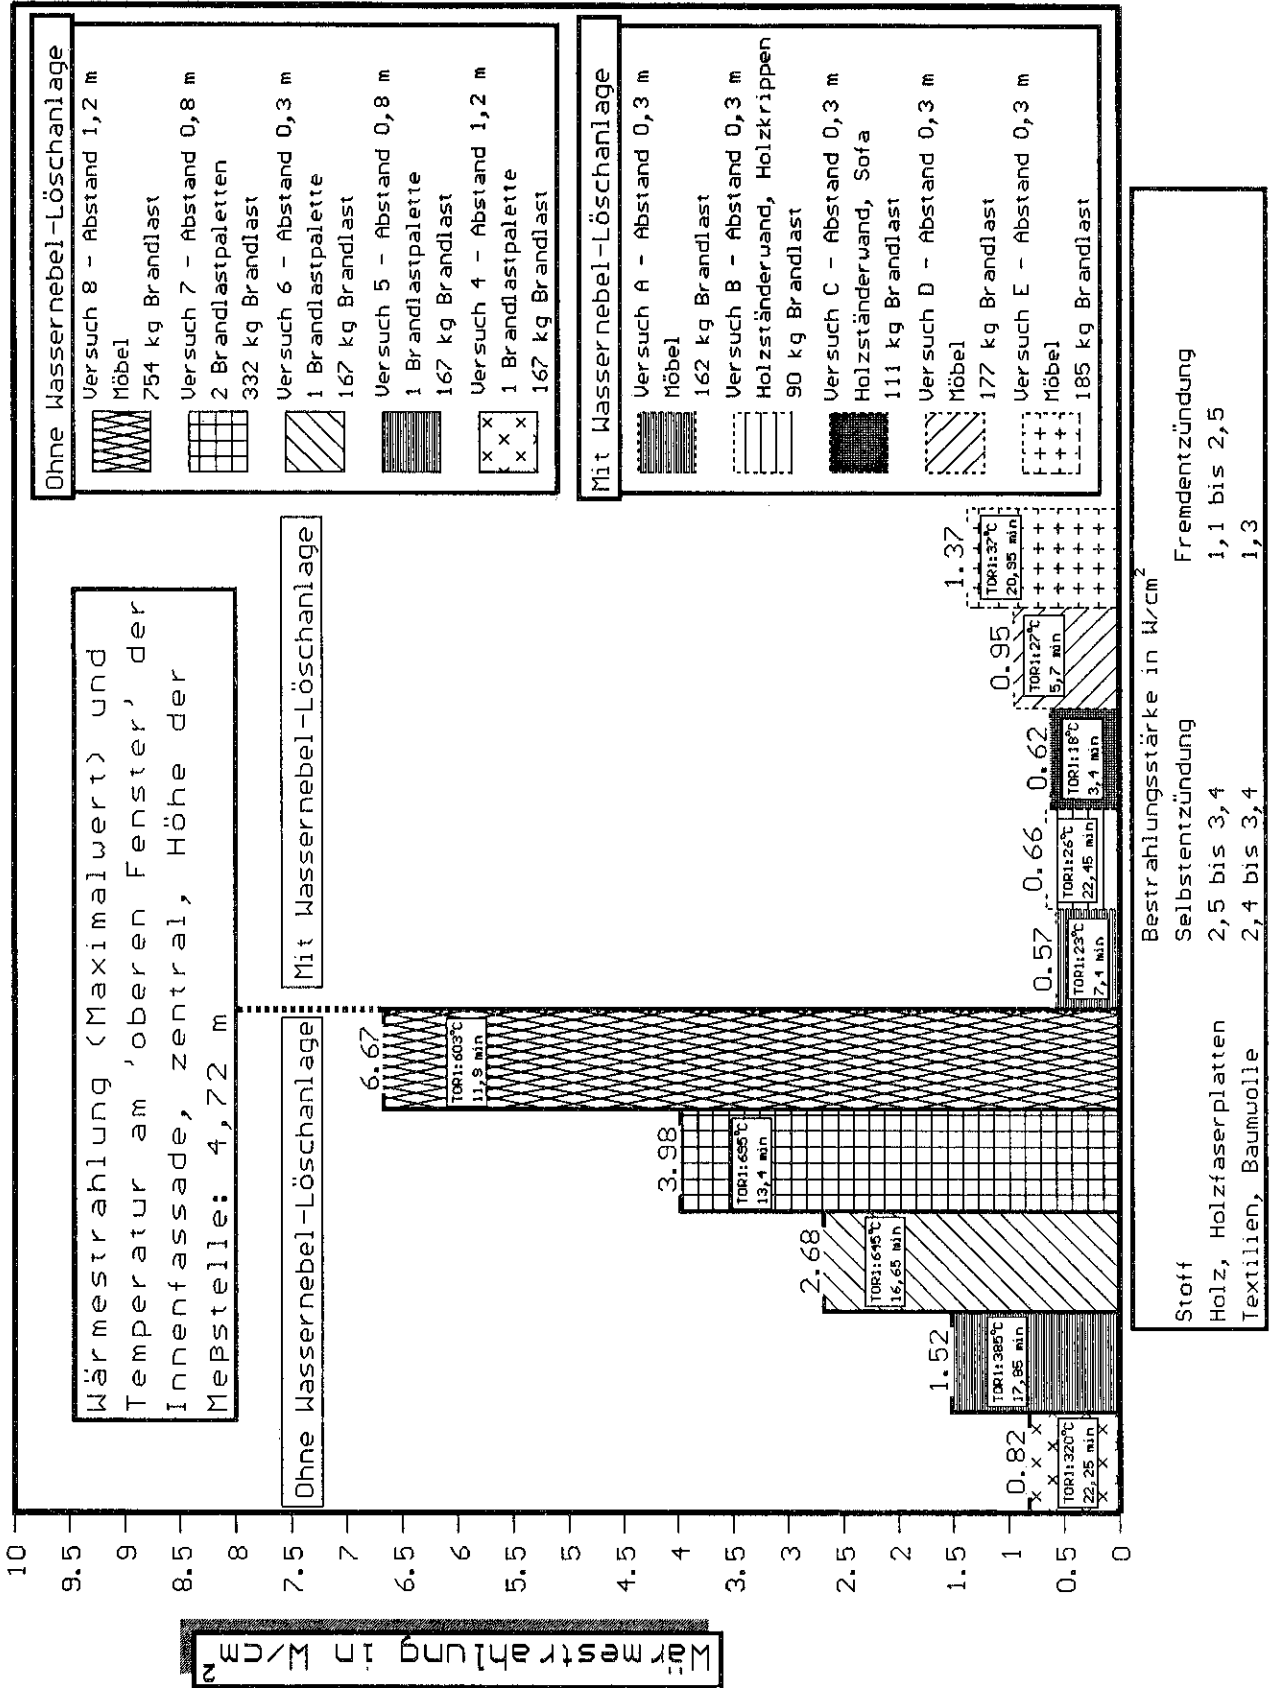 Wärmestrahlung (Maximalwert) und
Temperatur am 'oberen Fenster' der
Innenfassade, zentral, Höhe der
Meßstelle: 4,72 m
Ohne Wassernebel-Löschanlage
Mit Wassernebel-Löschanlage
Wärmestrahlung in W/cm²
10
9.5
9
8.5
8
7.5
7
6.5
6
5.5
5
4.5
4
3.5
3
2.5
2
1.5
1
0.5
0
0.82
TOR1:320°C
22,25 min
1.52
TOR1:385°C
17,85 min
2.68
TOR1:645°C
16,65 min
3.98
TOR1:695°C
13,4 min
6.67
TOR1:603°C
11,9 min
0.57
TOR1:23°C
7,4 min
0.66
TOR1:26°C
22,45 min
0.62
TOR1:18°C
3,4 min
0.95
TOR1:27°C
5,7 min
1.37
TOR1:37°C
20,95 min
Ohne Wassernebel-Löschanlage
Versuch 8 - Abstand 1,2 m
Möbel
754 kg Brandlast
Versuch 7 - Abstand 0,8 m
2 Brandlastpaletten
332 kg Brandlast
Versuch 6 - Abstand 0,3 m
1 Brandlastpalette
167 kg Brandlast
Versuch 5 - Abstand 0,8 m
1 Brandlastpalette
167 kg Brandlast
Versuch 4 - Abstand 1,2 m
1 Brandlastpalette
167 kg Brandlast
Mit Wassernebel-Löschanlage
Versuch A - Abstand 0,3 m
Möbel
162 kg Brandlast
Versuch B - Abstand 0,3 m
Holzständerwand, Holzkrippen
90 kg Brandlast
Versuch C - Abstand 0,3 m
Holzständerwand, Sofa
111 kg Brandlast
Versuch D - Abstand 0,3 m
Möbel
177 kg Brandlast
Versuch E - Abstand 0,3 m
Möbel
185 kg Brandlast
Bestrahlungsstärke in W/cm²
Stoff Selbstentzündung Fremdentzündung
Holz, Holzfaserplatten 2,5 bis 3,4 1,1 bis 2,5
Textilien, Baumwolle 2,4 bis 3,4 1,3